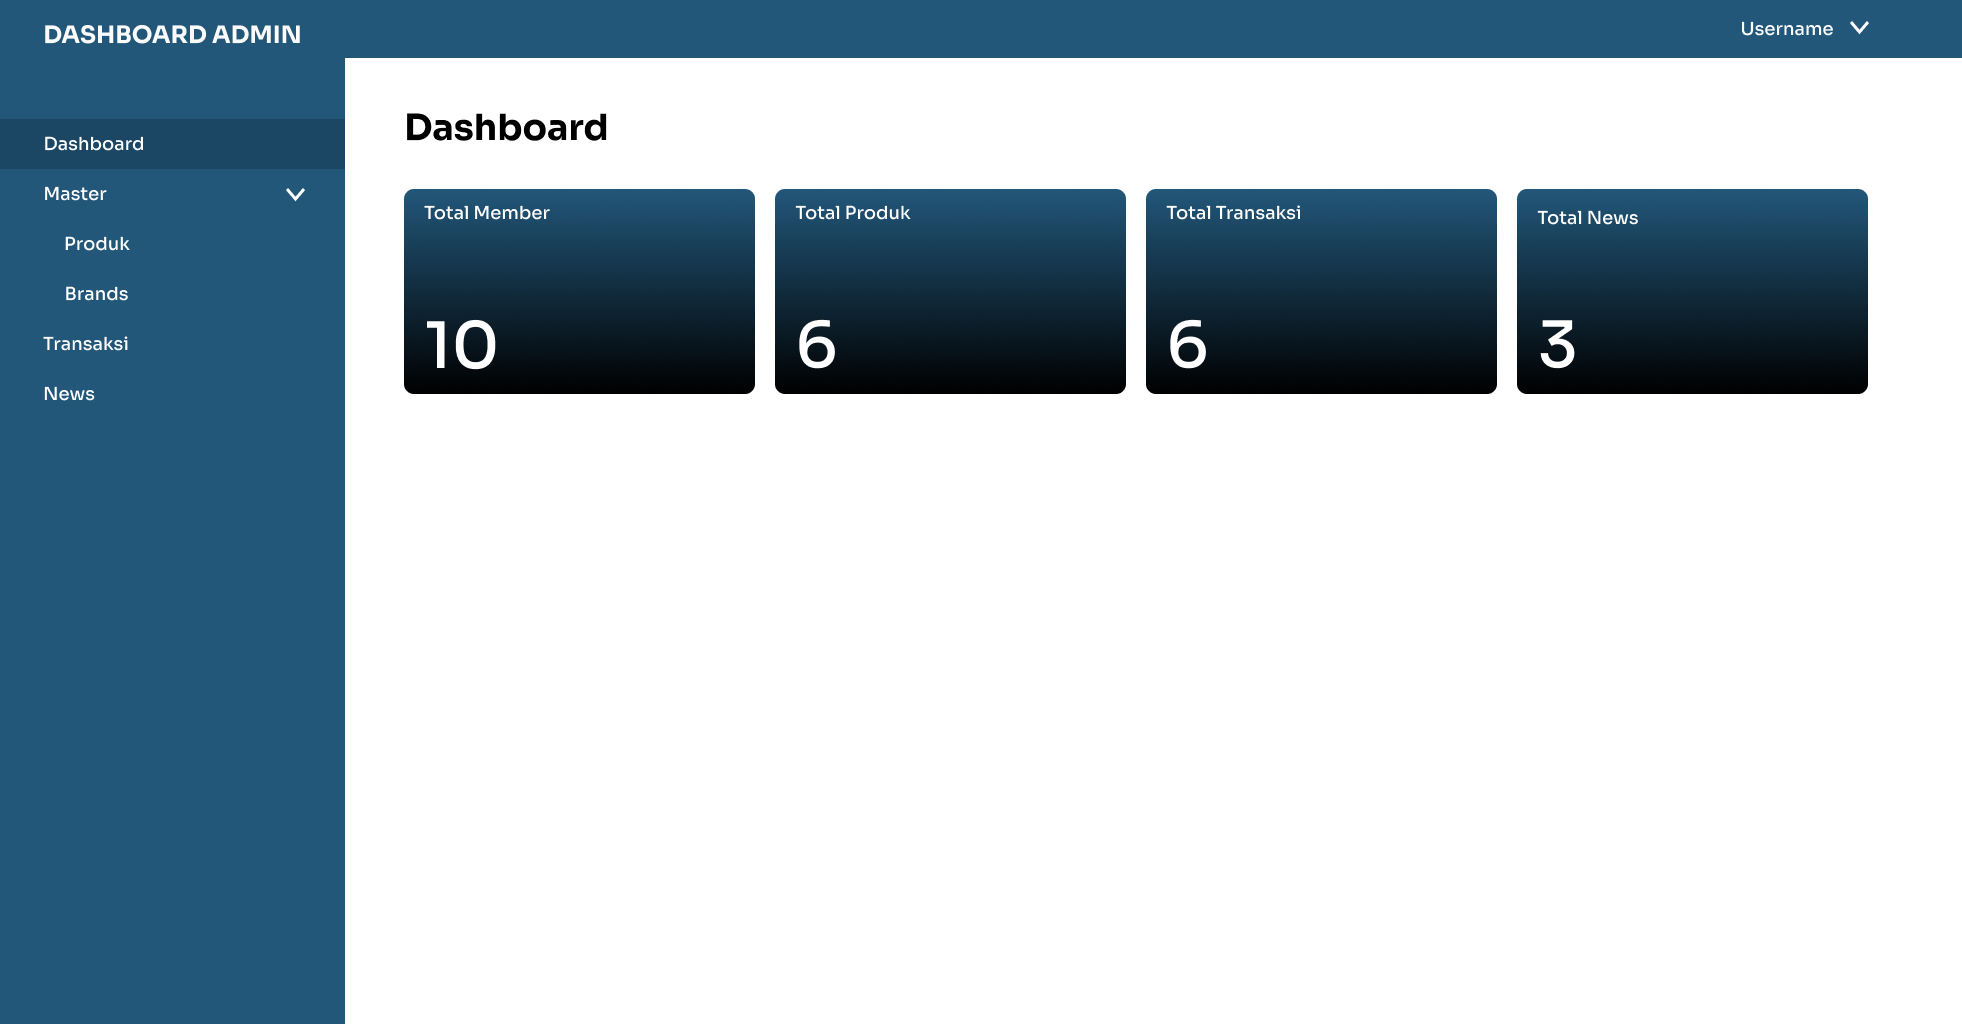 DASHBOARD ADMIN
Username
Dashboard
Master
Produk
Brands
Transaksi
News
Dashboard
Total Member
10
Total Produk
6
Total Transaksi
6
Total News
3